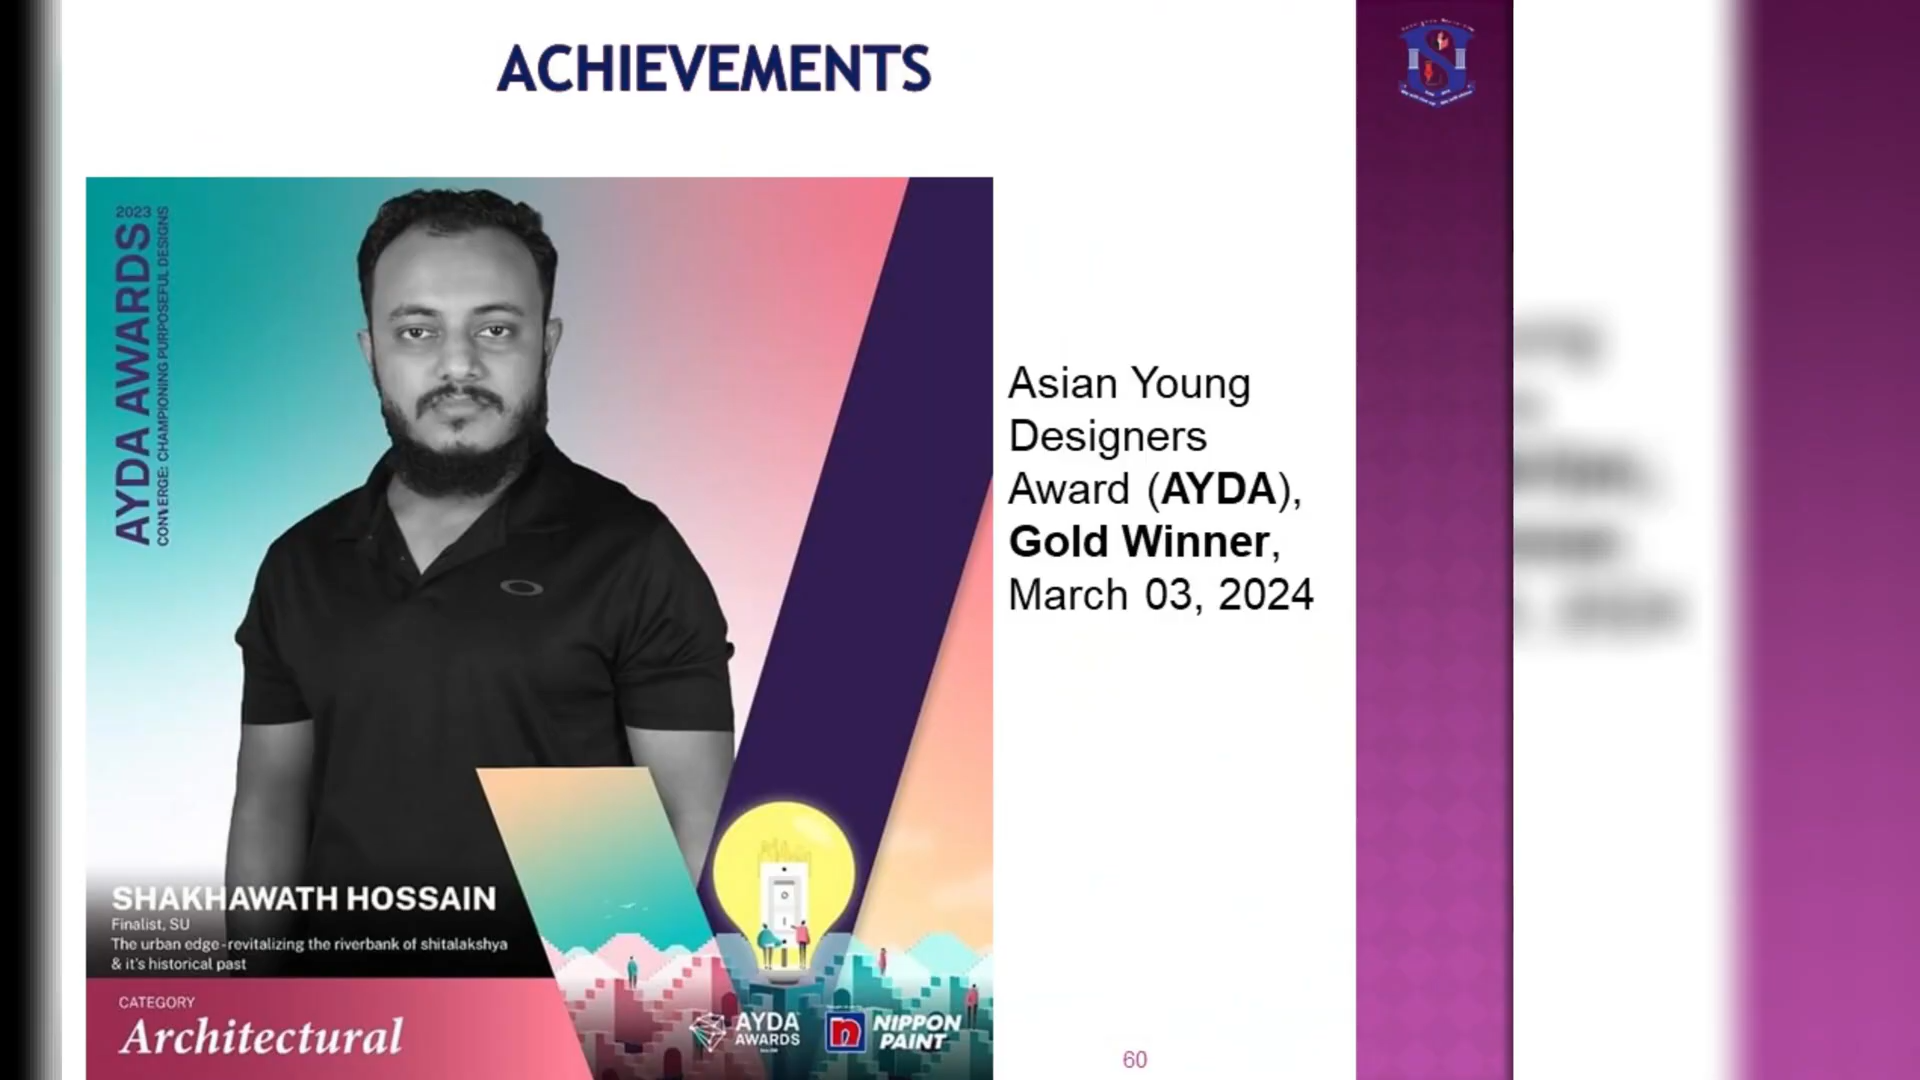 ACHIEVEMENTS
2023
AYDA AWARDS
CONVERGE: CHAMPIONING PURPOSEFUL DESIGNS
Asian Young
Designers
Award (AYDA),
Gold Winner,
March 03, 2024
SHAKHAWATH HOSSAIN
Finalist, SU
The urban edge-revitalizing the riverbank of shitalakshya
& it's historical past
CATEGORY
Architectural
AYDA
AWARDS
NIPPON
PAINT
60